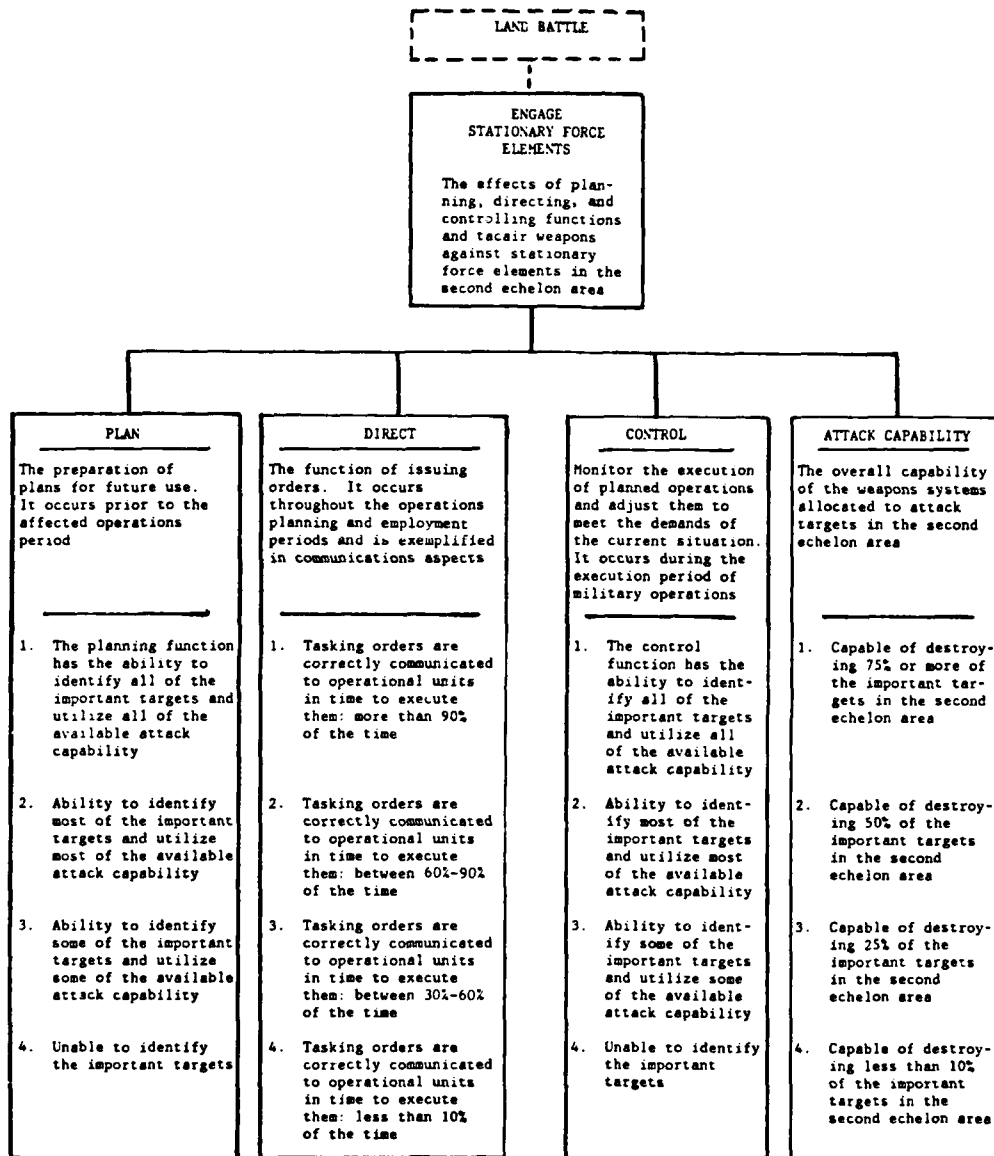 LAND BATTLE
ENGAGE
STATIONARY FORCE
ELEMENTS
The effects of plan-
ning, directing, and
controlling functions
and tacair weapons
against stationary
force elements in the
second echelon area
PLAN
The preparation of
plans for future use.
It occurs prior to the
affected operations
period
1. The planning function
has the ability to
identify all of the
important targets and
utilize all of the
available attack
capability
2. Ability to identify
most of the important
targets and utilize
most of the available
attack capability
3. Ability to identify
some of the important
targets and utilize
some of the available
attack capability
4. Unable to identify
the important targets
DIRECT
The function of issuing
orders. It occurs
throughout the operations
planning and employment
periods and is exemplified
in communications aspects
1. Tasking orders are
correctly communicated
to operational units
in time to execute
them: more than 90%
of the time
2. Tasking orders are
correctly communicated
to operational units
in time to execute
them: between 60%-90%
of the time
3. Tasking orders are
correctly communicated
to operational units
in time to execute
them: between 30%-60%
of the time
4. Tasking orders are
correctly communicated
to operational units
in time to execute
them: less than 10%
of the time
CONTROL
Monitor the execution
of planned operations
and adjust them to
meet the demands of
the current situation.
It occurs during the
execution period of
military operations
1. The control
function has the
ability to ident-
ify all of the
important targets
and utilize all
of the available
attack capability
2. Ability to ident-
ify most of the
important targets
and utilize most
of the available
attack capability
3. Ability to ident-
ify some of the
important targets
and utilize some
of the available
attack capability
4. Unable to identify
the important
targets
ATTACK CAPABILITY
The overall capability
of the weapons systems
allocated to attack
targets in the second
echelon area
1. Capable of destroy-
ing 75% or more of
the important tar-
gets in the second
echelon area
2. Capable of destroy-
ing 50% of the
important targets
in the second
echelon area
3. Capable of destroy-
ing 25% of the
important targets
in the second
echelon area
4. Capable of destroy-
ing less than 10%
of the important
targets in the
second echelon area